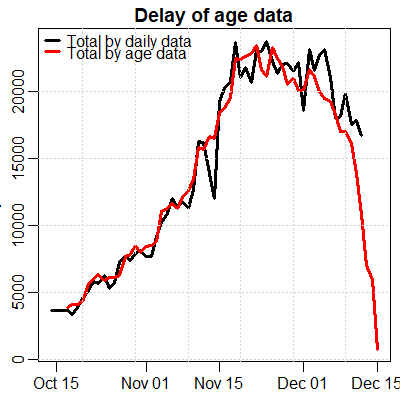 Delay of age data
Total by daily data
Total by age data
20000
15000
10000
5000
0
Oct 15 Nov 01 Nov 15 Dec 01 Dec 15